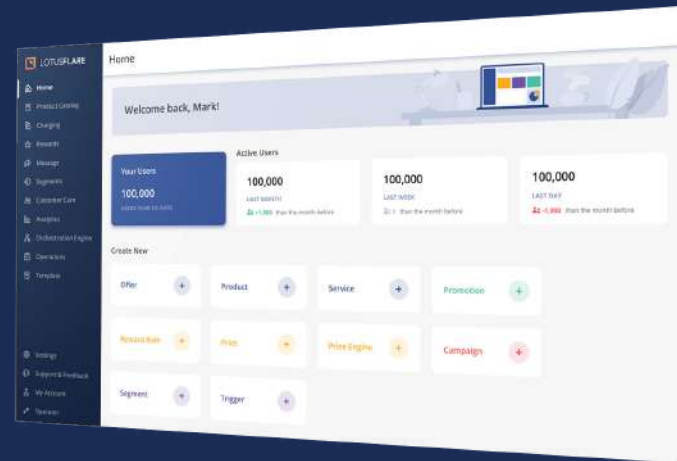 LOTUSFLARE
Home
Product Catalog
Charging
Rewards
Message
Segments
Customer Care
Analytics
Orchestration Engine
Operations
Template
Settings
Support & Feedback
My Account
Operator
Home
Welcome back, Mark!
Your Users
100,000
Active Users
100,000
LAST MONTH
than the month before
100,000
LAST WEEK
than the month before
100,000
LAST DAY
than the month before
Create New
Offer +
Product +
Service +
Promotion +
Reward Rule +
Price +
Price Engine +
Campaign +
Segment +
Trigger +